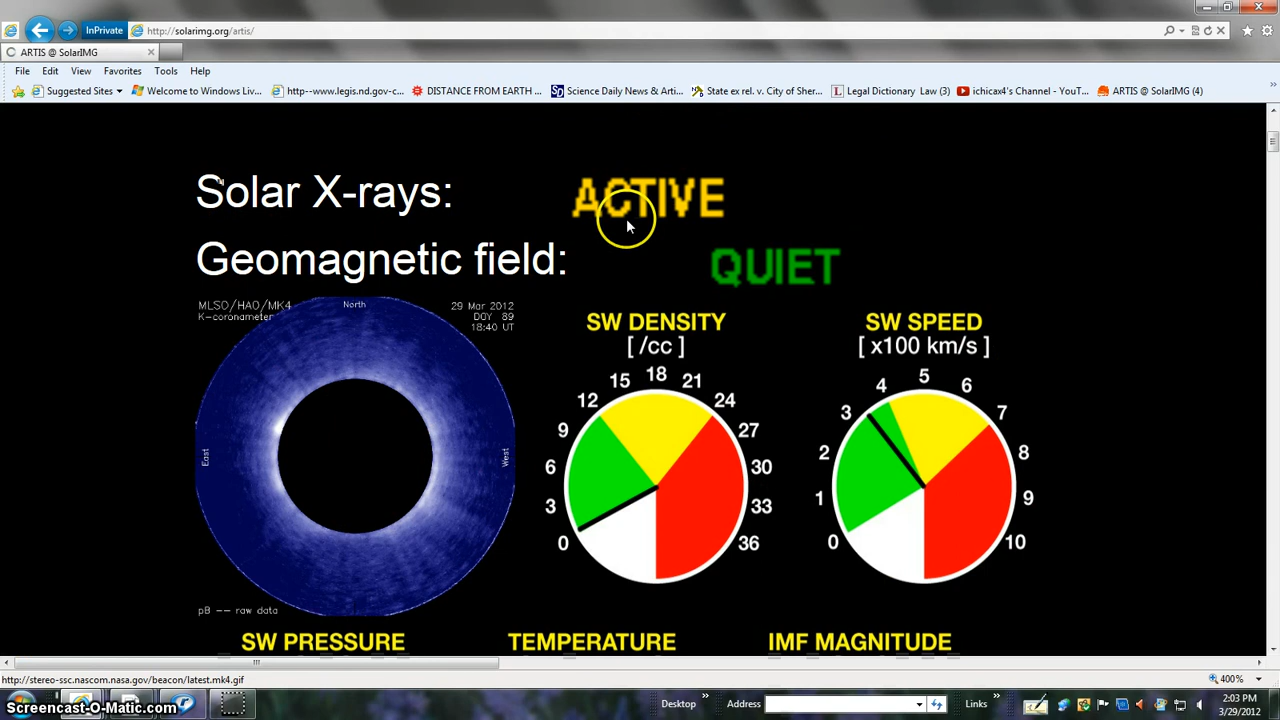 InPrivate
http://solarimg.org/artis/
ARTIS @ SolarIMG
File Edit View Favorites Tools Help
Suggested Sites
Welcome to Windows Liv...
http--www.legis.nd.gov-c...
DISTANCE FROM EARTH ...
Science Daily News & Arti...
State ex rel. v. City of Sher...
Legal Dictionary Law (3)
ichicax4's Channel - YouT...
ARTIS @ SolarIMG (4)
Solar X-rays: ACTIVE
Geomagnetic field: QUIET
MLSO/HAO/MK4
K-coronameter
North
29 Mar 2012
DOY 89
18:40 UT
East
West
pB -- raw data
SW DENSITY
[ /cc ]
0 3 6 9 12 15 18 21 24 27 30 33 36
SW SPEED
[ x100 km/s ]
0 1 2 3 4 5 6 7 8 9 10
SW PRESSURE TEMPERATURE IMF MAGNITUDE
http://stereo-ssc.nascom.nasa.gov/beacon/latest.mk4.gif
400%
Screencast-O-Matic.com
Desktop
Address
Links
2:03 PM
3/29/2012